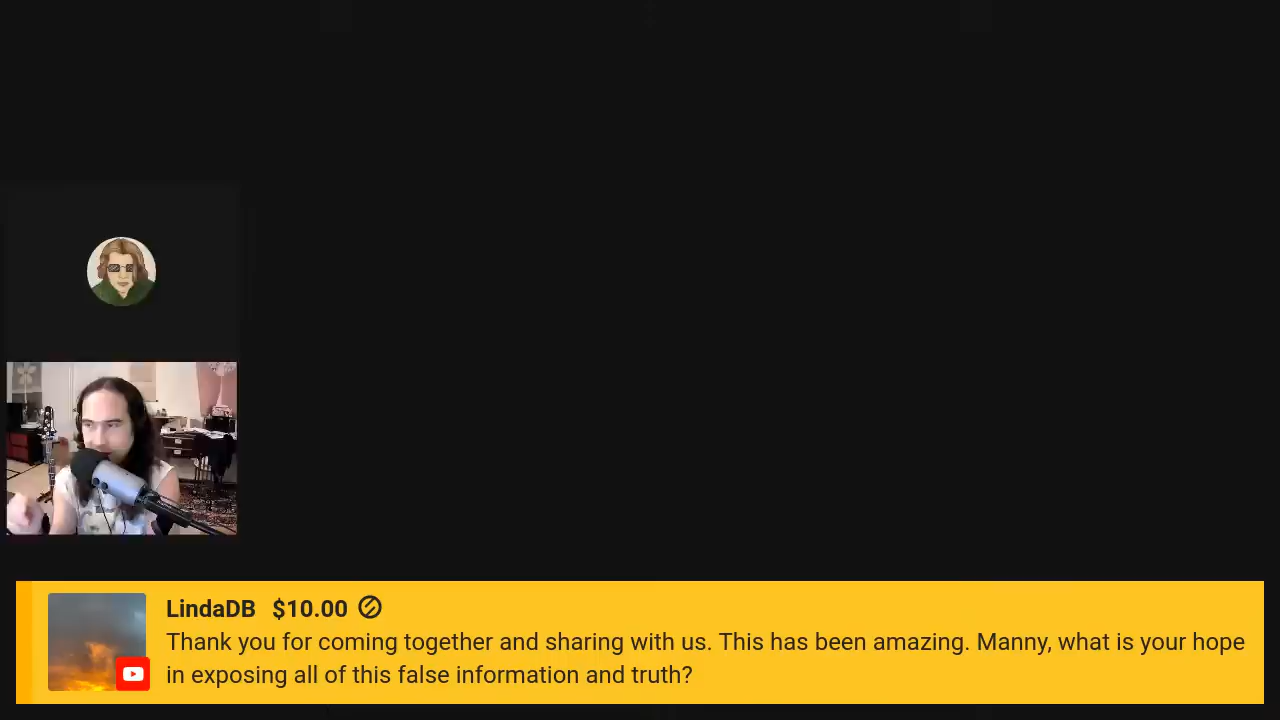 LindaDB $10.00
Thank you for coming together and sharing with us. This has been amazing. Manny, what is your hope
in exposing all of this false information and truth?